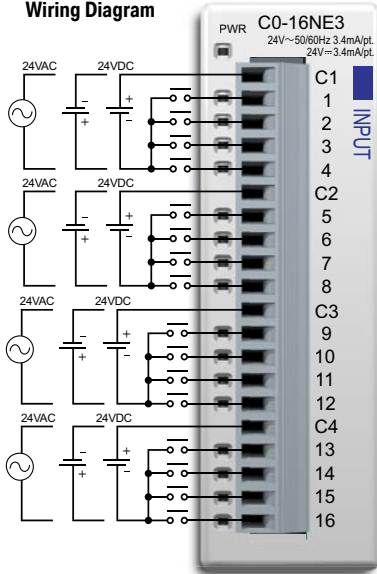 Wiring Diagram
PWR
C0-16NE3
24V~50/60Hz 3.4mA/pt.
24V⎓3.4mA/pt.
INPUT
24VAC
24VDC
- +
+ -
C1
1
2
3
4
24VAC
24VDC
- +
+ -
C2
5
6
7
8
24VAC
24VDC
- +
+ -
C3
9
10
11
12
24VAC
24VDC
- +
+ -
C4
13
14
15
16